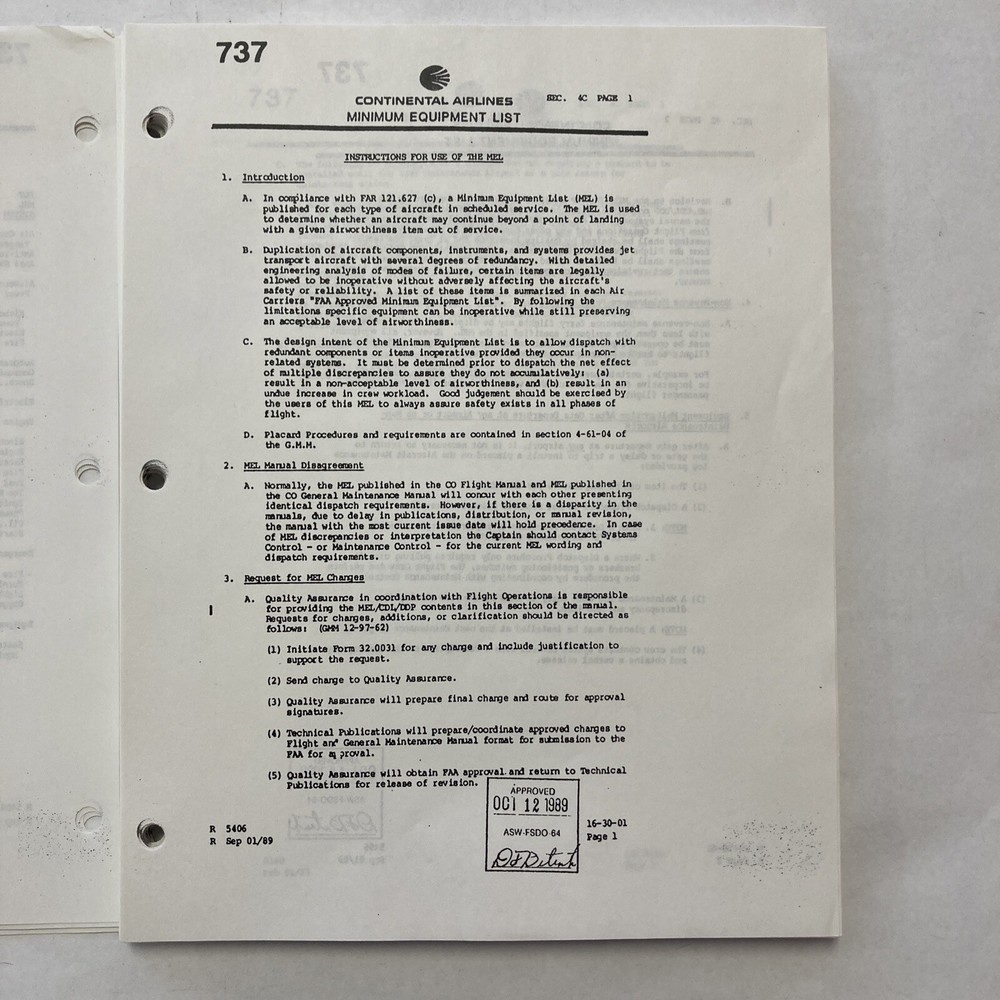 737
CONTINENTAL AIRLINES SEC. 4C PAGE 1
MINIMUM EQUIPMENT LIST
INSTRUCTIONS FOR USE OF THE MEL
1. Introduction
A. In compliance with FAR 121.627 (c), a Minimum Equipment List (MEL) is
published for each type of aircraft in scheduled service. The MEL is used
to determine whether an aircraft may continue beyond a point of landing
with a given airworthiness item out of service.
B. Duplication of aircraft components, instruments, and systems provides jet
transport aircraft with several degrees of redundancy. With detailed
engineering analysis of modes of failure, certain items are legally
allowed to be inoperative without adversely affecting the aircraft's
safety or reliability. A list of these items is summarized in each Air
Carriers "FAA Approved Minimum Equipment List". By following the
limitations specific equipment can be inoperative while still preserving
an acceptable level of airworthiness.
C. The design intent of the Minimum Equipment List is to allow dispatch with
redundant components or items inoperative provided they occur in non-
related systems. It must be determined prior to dispatch the net effect
of multiple discrepancies to assure they do not accumulatively: (a)
result in a non-acceptable level of airworthiness, and (b) result in an
undue increase in crew workload. Good judgement should be exercised by
the users of this MEL to always assure safety exists in all phases of
flight.
D. Placard Procedures and requirements are contained in section 4-61-04 of
the G.M.M.
2. MEL Manual Disagreement
A. Normally, the MEL published in the CO Flight Manual and MEL published in
the CO General Maintenance Manual will concur with each other presenting
identical dispatch requirements. However, if there is a disparity in the
manuals, due to delay in publications, distribution, or manual revision,
the manual with the most current issue date will hold precedence. In case
of MEL discrepancies or interpretation the Captain should contact Systems
Control - or Maintenance Control - for the current MEL wording and
dispatch requirements.
3. Request for MEL Changes
A. Quality Assurance in coordination with Flight Operations is responsible
for providing the MEL/CDL/DDP contents in this section of the manual.
Requests for changes, additions, or clarification should be directed as
follows: (GMM 12-97-62)
(1) Initiate Form 32.0031 for any change and include justification to
support the request.
(2) Send change to Quality Assurance.
(3) Quality Assurance will prepare final change and route for approval
signatures.
(4) Technical Publications will prepare/coordinate approved changes to
Flight and General Maintenance Manual format for submission to the
FAA for approval.
(5) Quality Assurance will obtain FAA approval and return to Technical
Publications for release of revision.
APPROVED
OCT 12 1989
ASW-FSDO-64
R 5406
R Sep 01/89
16-30-01
Page 1